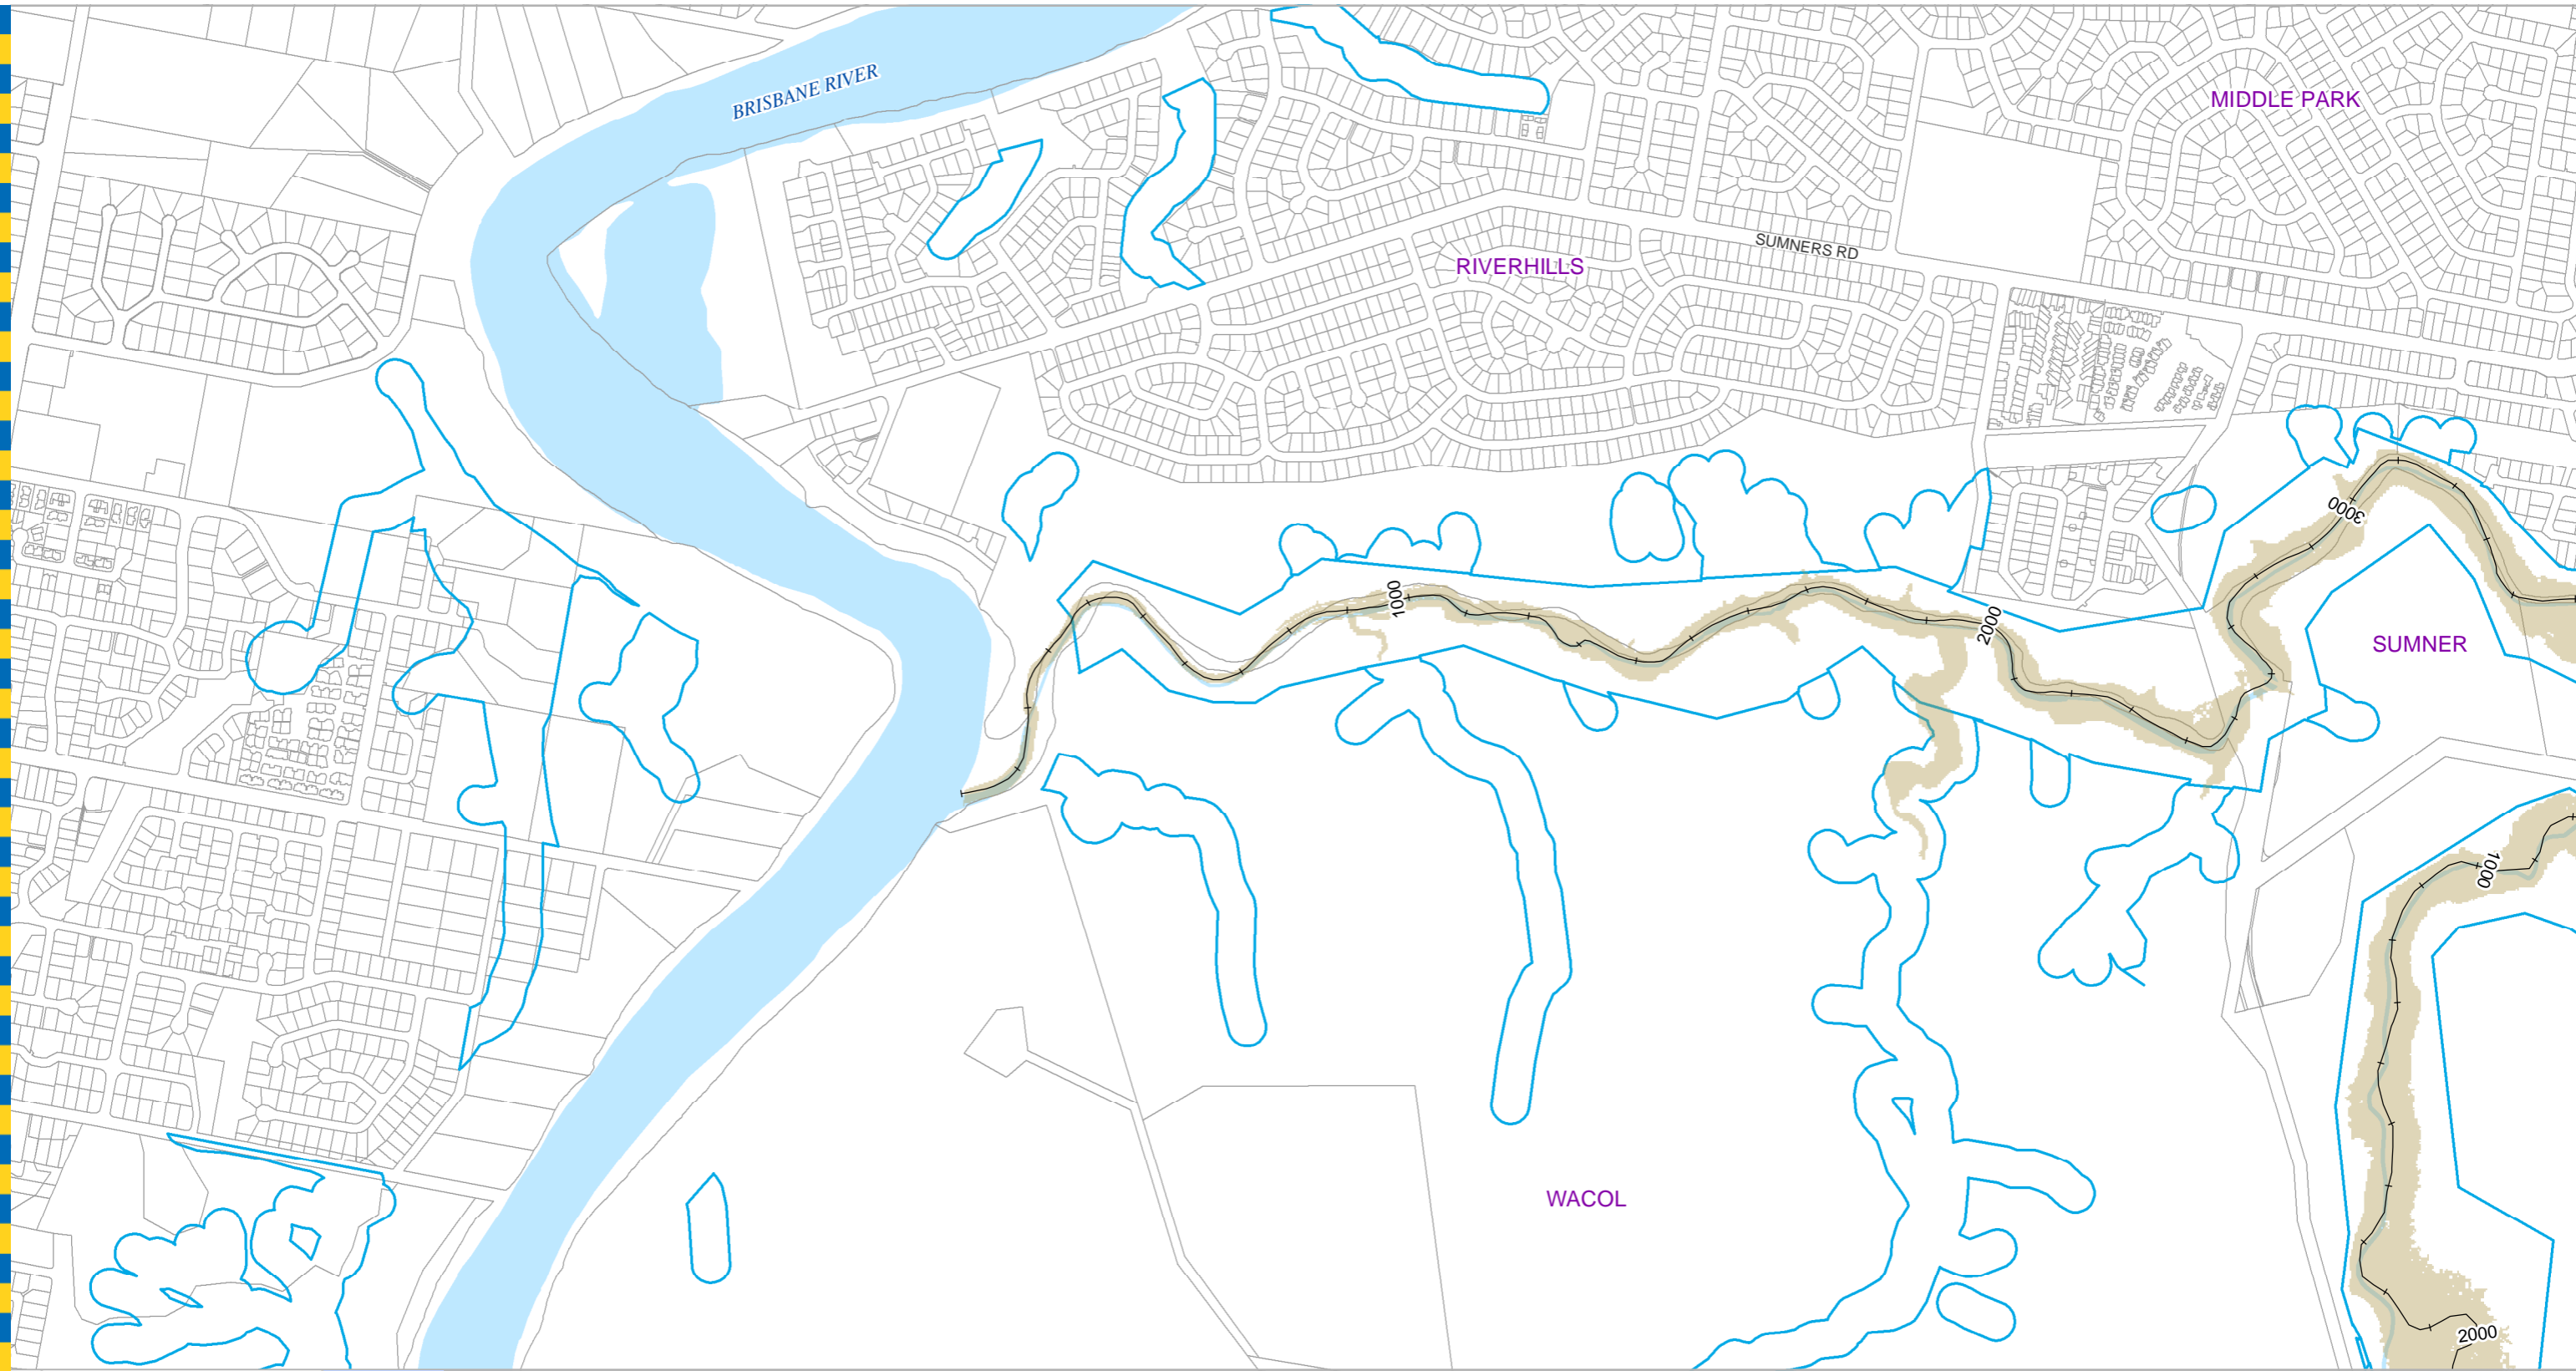 BRISBANE RIVER
MIDDLE PARK
SUMNERS RD
RIVERHILLS
3000
1000
2000
SUMNER
1000
WACOL
2000